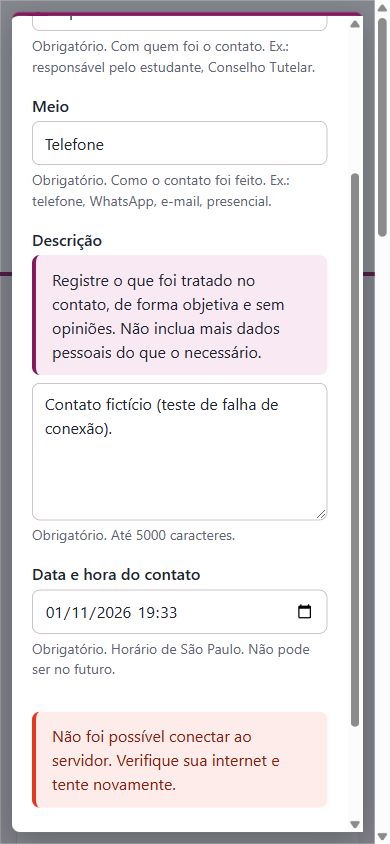 Obrigatório. Com quem foi o contato. Ex.:
responsável pelo estudante, Conselho Tutelar.
Meio
Telefone
Obrigatório. Como o contato foi feito. Ex.:
telefone, WhatsApp, e-mail, presencial.
Descrição
Registre o que foi tratado no
contato, de forma objetiva e sem
opiniões. Não inclua mais dados
pessoais do que o necessário.
Contato fictício (teste de falha de
conexão).
Obrigatório. Até 5000 caracteres.
Data e hora do contato
01/11/2026 19:33
Obrigatório. Horário de São Paulo. Não pode
ser no futuro.
Não foi possível conectar ao
servidor. Verifique sua internet e
tente novamente.